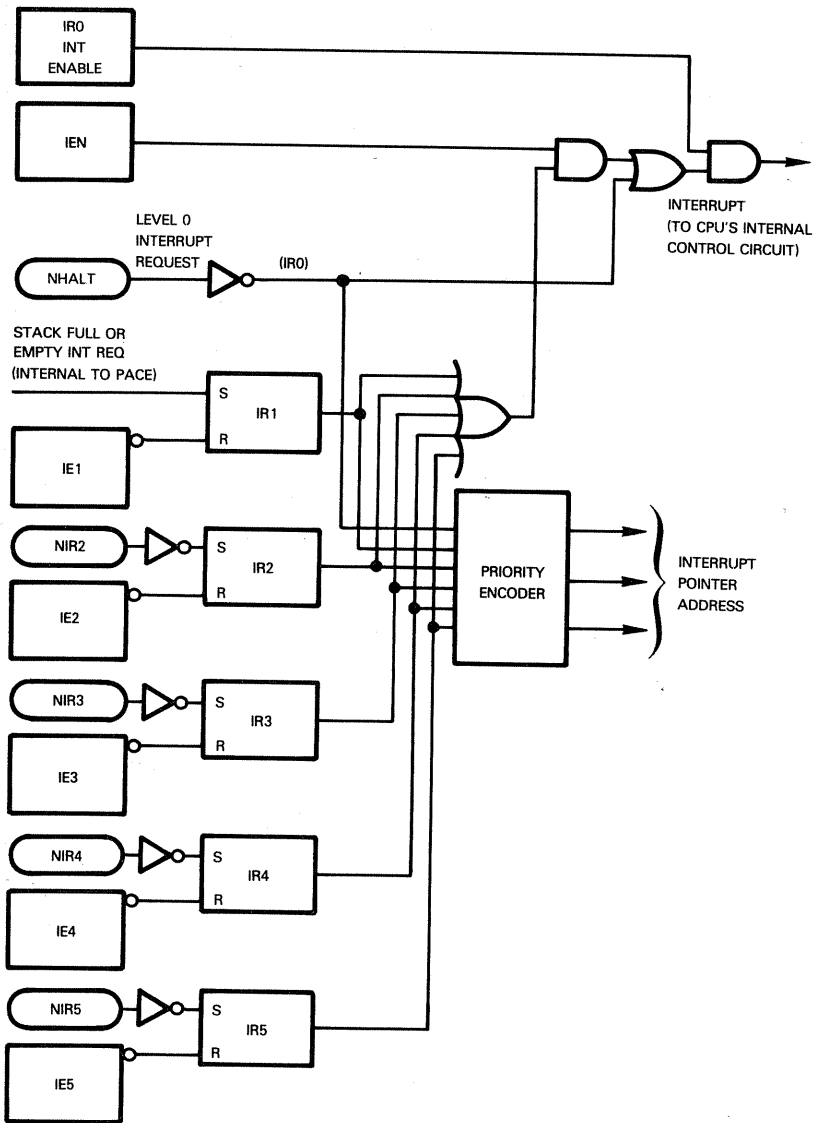 IR0
INT
ENABLE
IEN
INTERRUPT
(TO CPU'S INTERNAL
CONTROL CIRCUIT)
LEVEL 0
INTERRUPT
REQUEST
(IR0)
NHALT
STACK FULL OR
EMPTY INT REQ
(INTERNAL TO PACE)
S
IR1
R
IE1
NIR2
S
IR2
R
IE2
PRIORITY
ENCODER
INTERRUPT
POINTER
ADDRESS
NIR3
S
IR3
R
IE3
NIR4
S
IR4
R
IE4
NIR5
S
IR5
R
IE5